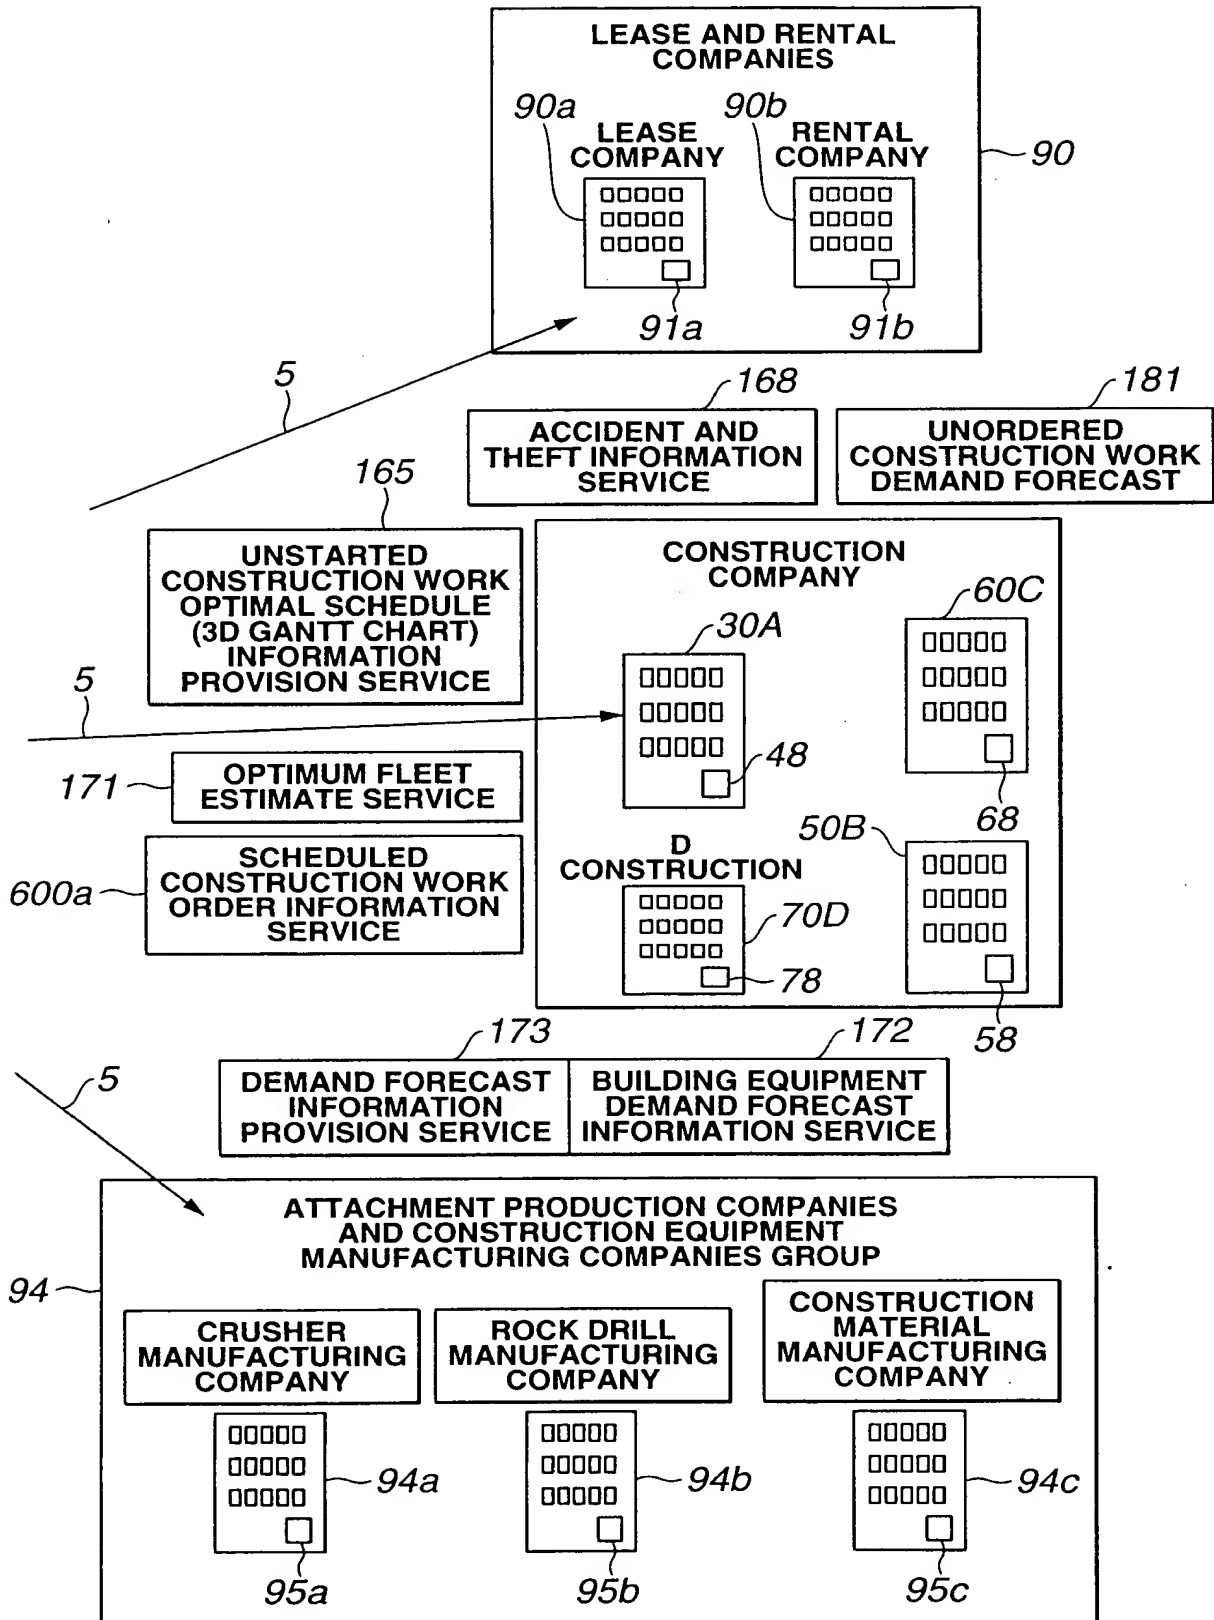 LEASE AND RENTAL
COMPANIES
90a
90b
LEASE
COMPANY
RENTAL
COMPANY
90
91a
91b
5
168
181
ACCIDENT AND
THEFT INFORMATION
SERVICE
UNORDERED
CONSTRUCTION WORK
DEMAND FORECAST
165
UNSTARTED
CONSTRUCTION WORK
OPTIMAL SCHEDULE
(3D GANTT CHART)
INFORMATION
PROVISION SERVICE
CONSTRUCTION
COMPANY
60C
30A
5
48
68
171
OPTIMUM FLEET
ESTIMATE SERVICE
50B
600a
SCHEDULED
CONSTRUCTION WORK
ORDER INFORMATION
SERVICE
D
CONSTRUCTION
70D
78
58
173
172
5
DEMAND FORECAST
INFORMATION
PROVISION SERVICE
BUILDING EQUIPMENT
DEMAND FORECAST
INFORMATION SERVICE
ATTACHMENT PRODUCTION COMPANIES
AND CONSTRUCTION EQUIPMENT
MANUFACTURING COMPANIES GROUP
94
CRUSHER
MANUFACTURING
COMPANY
ROCK DRILL
MANUFACTURING
COMPANY
CONSTRUCTION
MATERIAL
MANUFACTURING
COMPANY
94a
94b
94c
95a
95b
95c